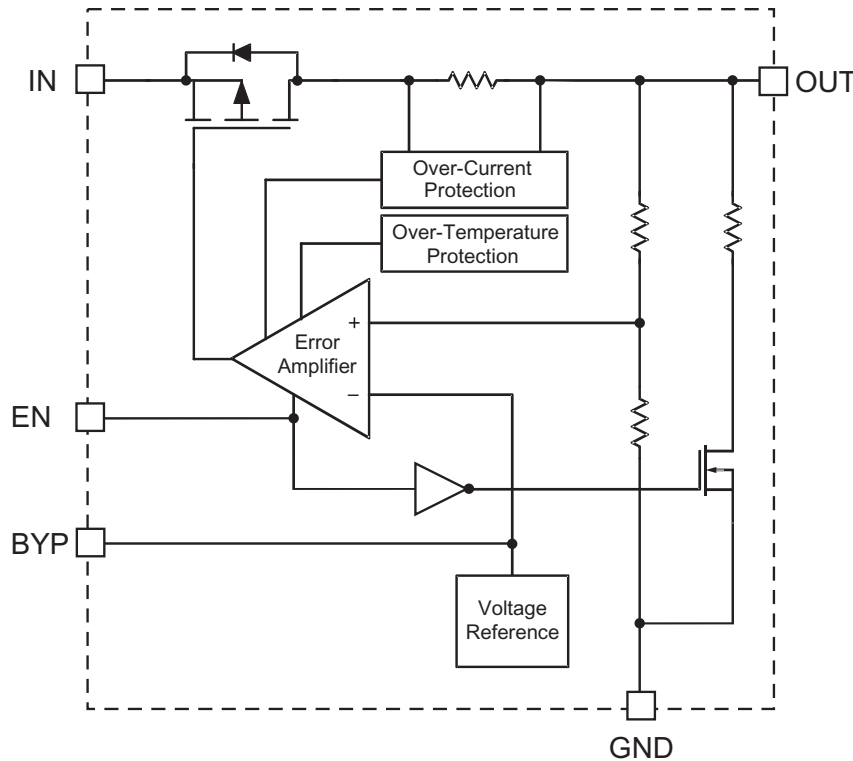 IN
OUT
Over-Current
Protection
Over-Temperature
Protection
+
Error
Amplifier
−
EN
BYP
Voltage
Reference
GND